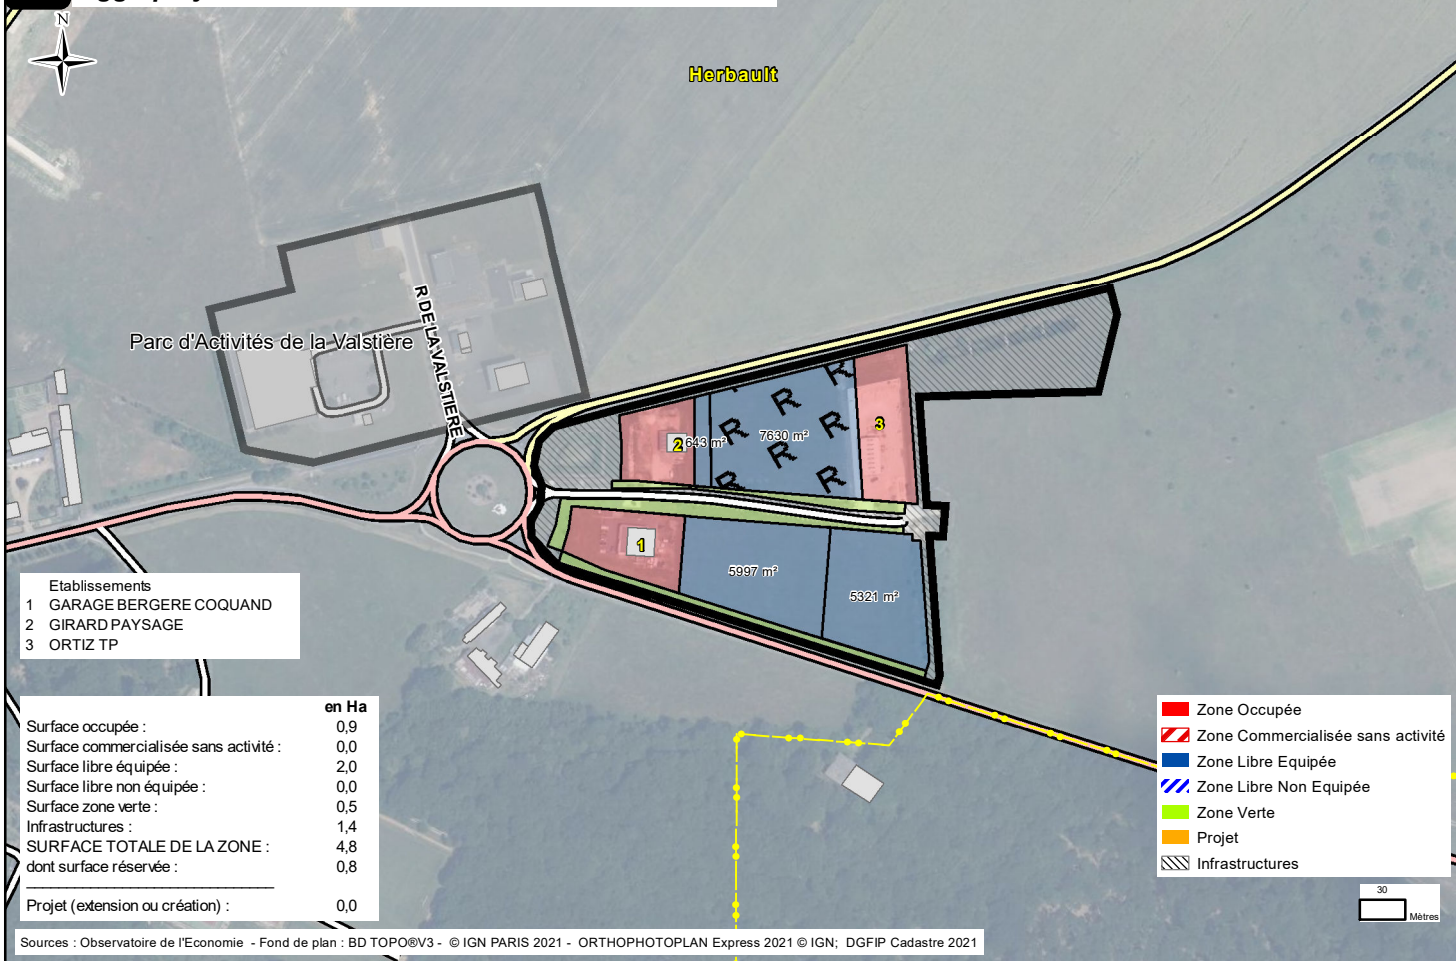 N
Herbault
Parc d'Activités de la Valstière
R DE LA VALSTIERE
R
R
R
R
R
R
2
643 m²
7630 m²
3
1
5997 m²
5321 m²
Etablissements
1 GARAGE BERGERE COQUAND
2 GIRARD PAYSAGE
3 ORTIZ TP
en Ha
Surface occupée : 0,9
Surface commercialisée sans activité : 0,0
Surface libre équipée : 2,0
Surface libre non équipée : 0,0
Surface zone verte : 0,5
Infrastructures : 1,4
SURFACE TOTALE DE LA ZONE : 4,8
dont surface réservée : 0,8
Projet (extension ou création) : 0,0
Zone Occupée
Zone Commercialisée sans activité
Zone Libre Equipée
Zone Libre Non Equipée
Zone Verte
Projet
Infrastructures
30
Mètres
Sources : Observatoire de l'Economie - Fond de plan : BD TOPO®V3 - © IGN PARIS 2021 - ORTHOPHOTOPLAN Express 2021 © IGN; DGFIP Cadastre 2021